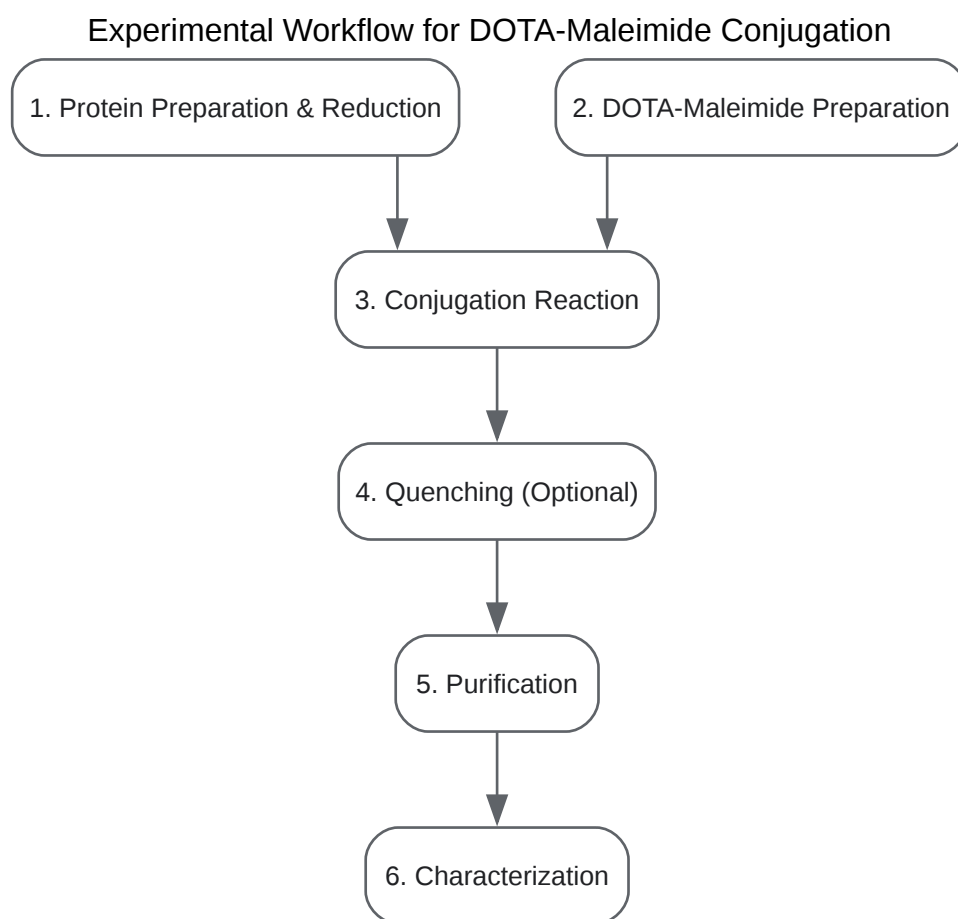 Experimental Workflow for DOTA-Maleimide Conjugation
1. Protein Preparation & Reduction
2. DOTA-Maleimide Preparation
3. Conjugation Reaction
4. Quenching (Optional)
5. Purification
6. Characterization